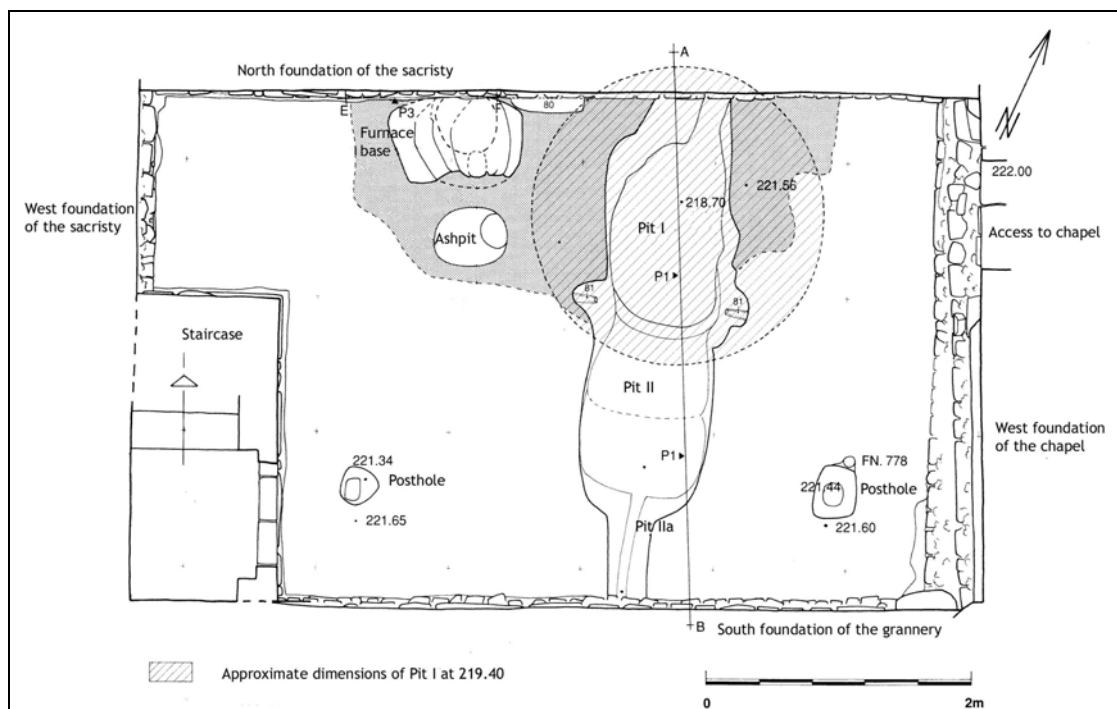 A
North foundation of the sacristy
E
P3
F
80
Furnace
base
222.00
221.56
218.70
West foundation
of the sacristy
Access to chapel
Ashpit
Pit I
P1
81
81
Staircase
Pit II
West foundation
of the chapel
P1
FN. 778
221.34
Posthole
221.44
Posthole
221.65
Pit IIa
221.60
B
South foundation of the grannery
Approximate dimensions of Pit I at 219.40
0
2m
N